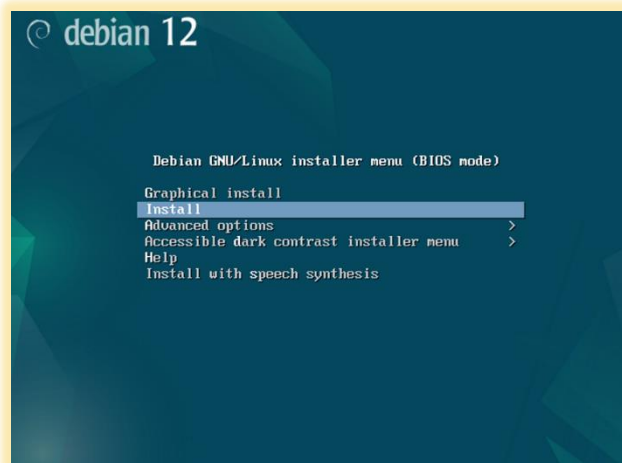 debian 12
Debian GNU/Linux installer menu (BIOS mode)
Graphical install
Install
Advanced options >
Accessible dark contrast installer menu >
Help
Install with speech synthesis